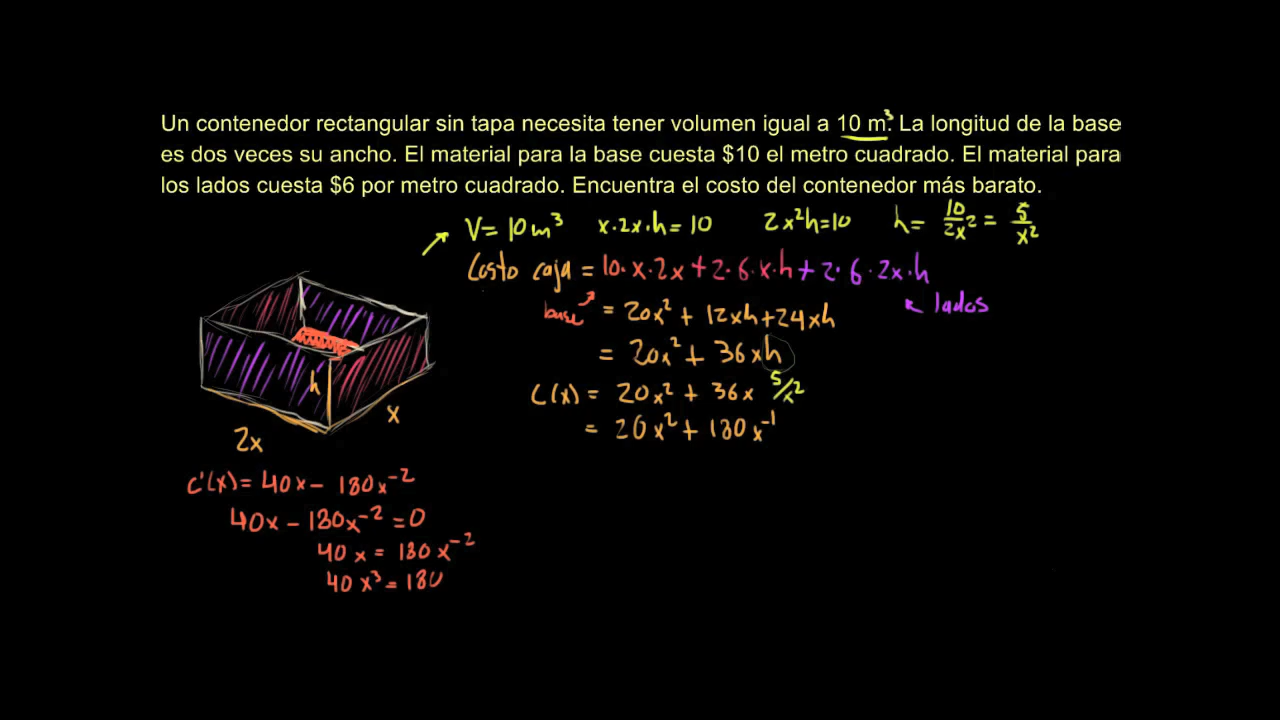 Un contenedor rectangular sin tapa necesita tener volumen igual a 10 m³. La longitud de la base
es dos veces su ancho. El material para la base cuesta $10 el metro cuadrado. El material para
los lados cuesta $6 por metro cuadrado. Encuentra el costo del contenedor más barato.
V = 10 m³ x·2x·h = 10 2x²h = 10 h = 10/2x² = 5/x²
Costo caja = 10·x·2x + 2·6·x·h + 2·6·2x·h
base lados
= 20x² + 12xh + 24xh
= 20x² + 36xh
C(x) = 20x² + 36x 5/x²
= 20x² + 180x⁻¹
h
x
2x
C'(x) = 40x − 180x⁻²
40x − 180x⁻² = 0
40x = 180x⁻²
40x³ = 180